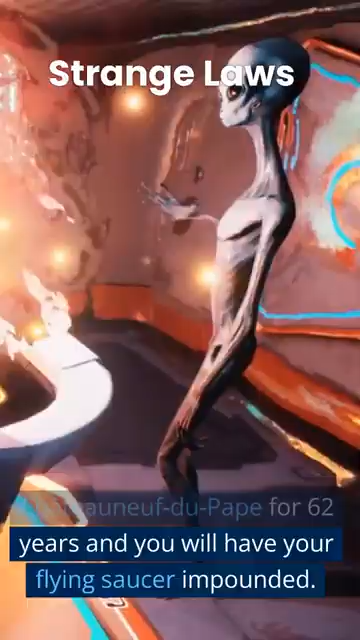 Strange Laws
for 62
years and you will have your
flying saucer impounded.